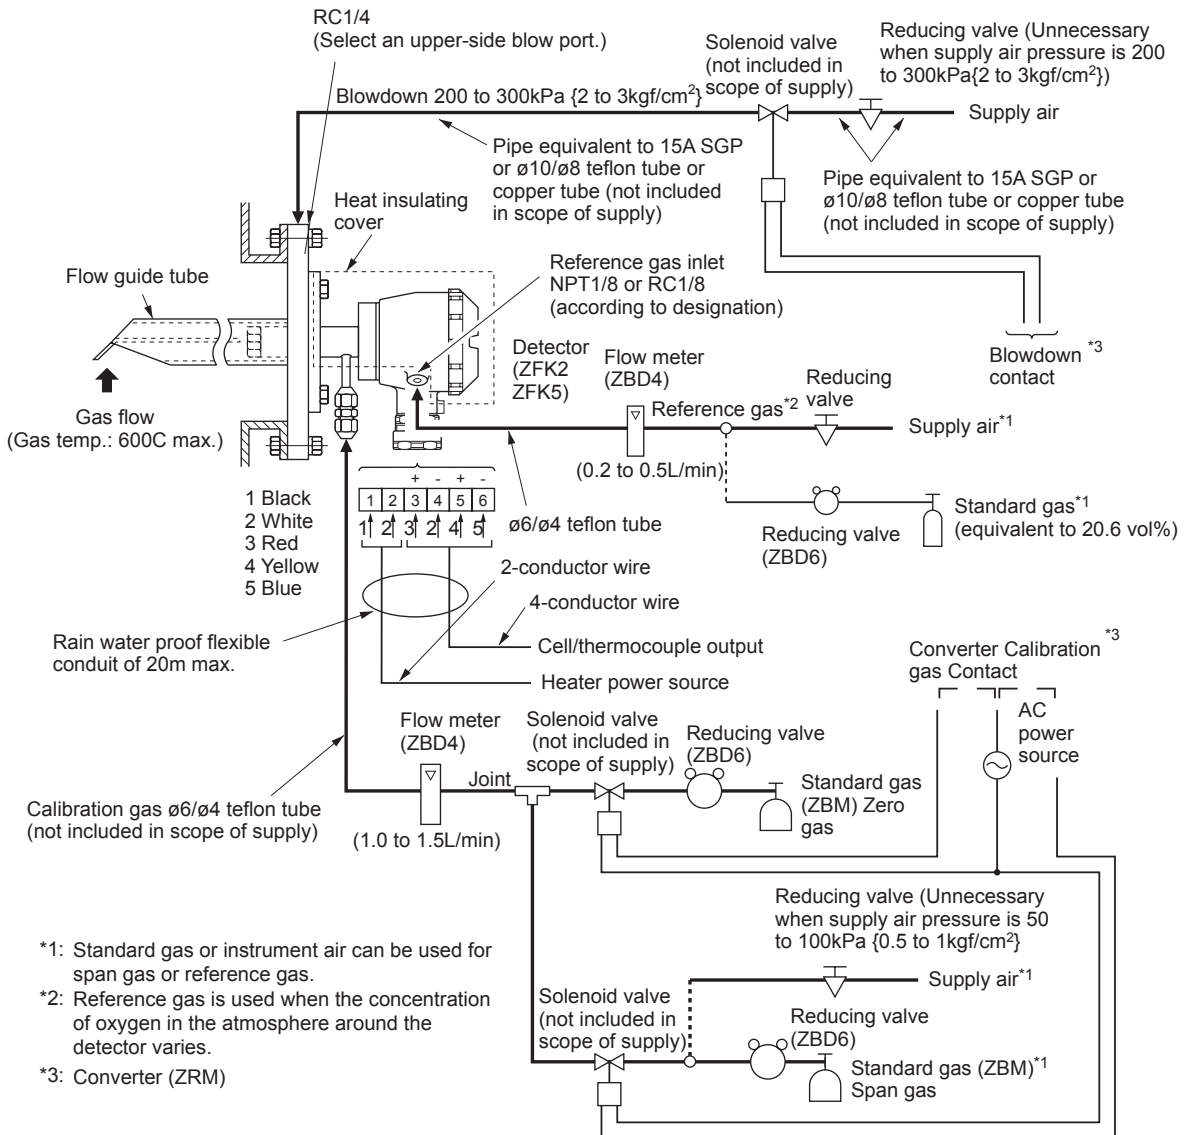 RC1/4
(Select an upper-side blow port.)
Solenoid valve
(not included in
scope of supply)
Reducing valve (Unnecessary
when supply air pressure is 200
to 300kPa{2 to 3kgf/cm²})
Blowdown 200 to 300kPa {2 to 3kgf/cm²}
Supply air
Pipe equivalent to 15A SGP
or ø10/ø8 teflon tube or
copper tube (not included
in scope of supply)
Pipe equivalent to 15A SGP or
ø10/ø8 teflon tube or copper tube
(not included in scope of supply)
Heat insulating
cover
Flow guide tube
Reference gas inlet
NPT1/8 or RC1/8
(according to designation)
Detector
(ZFK2
ZFK5)
Flow meter
(ZBD4)
Blowdown *3
contact
Reducing
valve
Reference gas*2
Supply air*1
(0.2 to 0.5L/min)
Gas flow
(Gas temp.: 600C max.)
+ - + -
1 2 3 4 5 6
1 2 3 2 4 5
1 Black
2 White
3 Red
4 Yellow
5 Blue
ø6/ø4 teflon tube
Reducing valve
(ZBD6)
Standard gas*1
(equivalent to 20.6 vol%)
2-conductor wire
4-conductor wire
Rain water proof flexible
conduit of 20m max.
Cell/thermocouple output
Heater power source
Converter Calibration *3
gas Contact
AC
power
source
Flow meter
(ZBD4)
Solenoid valve
(not included in
scope of supply)
Reducing valve
(ZBD6)
Joint
Standard gas
(ZBM) Zero
gas
Calibration gas ø6/ø4 teflon tube
(not included in scope of supply)
(1.0 to 1.5L/min)
Reducing valve (Unnecessary
when supply air pressure is 50
to 100kPa {0.5 to 1kgf/cm²}
Supply air*1
Solenoid valve
(not included in
scope of supply)
Reducing valve
(ZBD6)
Standard gas (ZBM)*1
Span gas
*1: Standard gas or instrument air can be used for
span gas or reference gas.
*2: Reference gas is used when the concentration
of oxygen in the atmosphere around the
detector varies.
*3: Converter (ZRM)